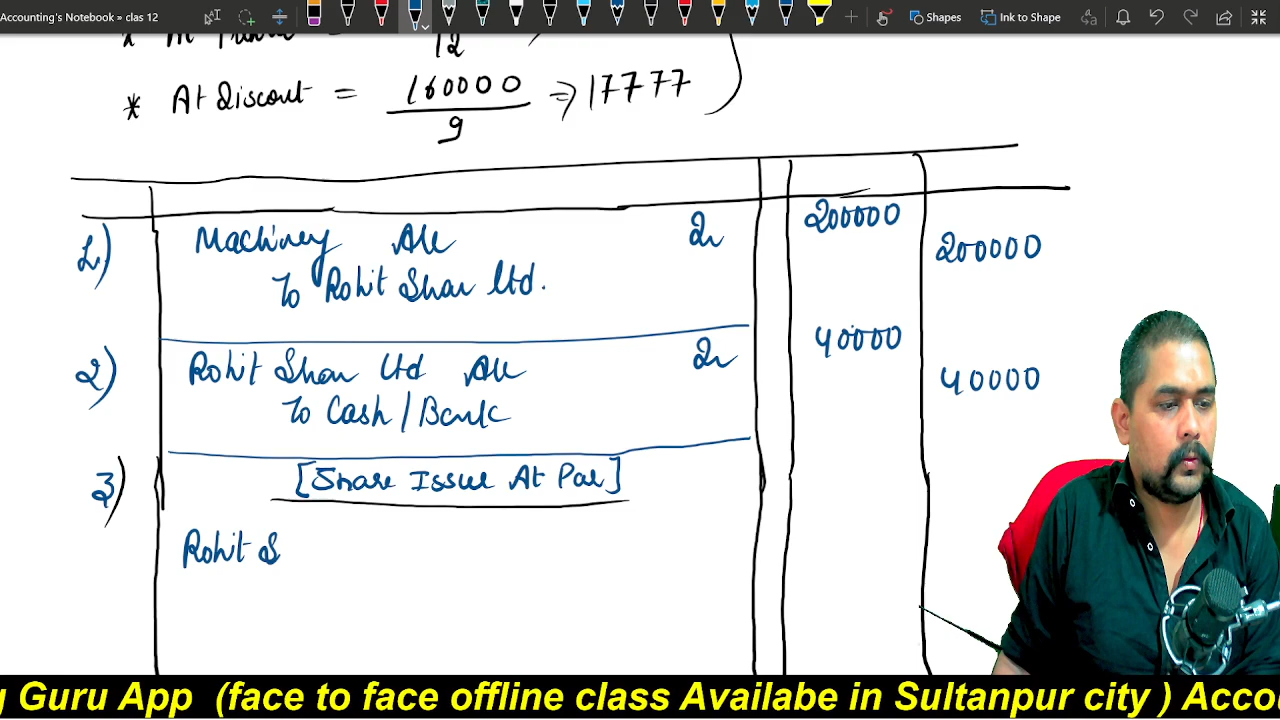 Accounting's Notebook » clas 12
Shapes
Ink to Shape
12
* At Discout = 160000 / 9 ⇒ 17777
1) Machinery A/c Dr 200000
To Rohit Shar Ltd. 200000
2) Rohit Shar Ltd A/c Dr 40000
To Cash/Bank 40000
3) [Share Issue At Par]
Rohit S
g Guru App (face to face offline class Availabe in Sultanpur city ) Acco